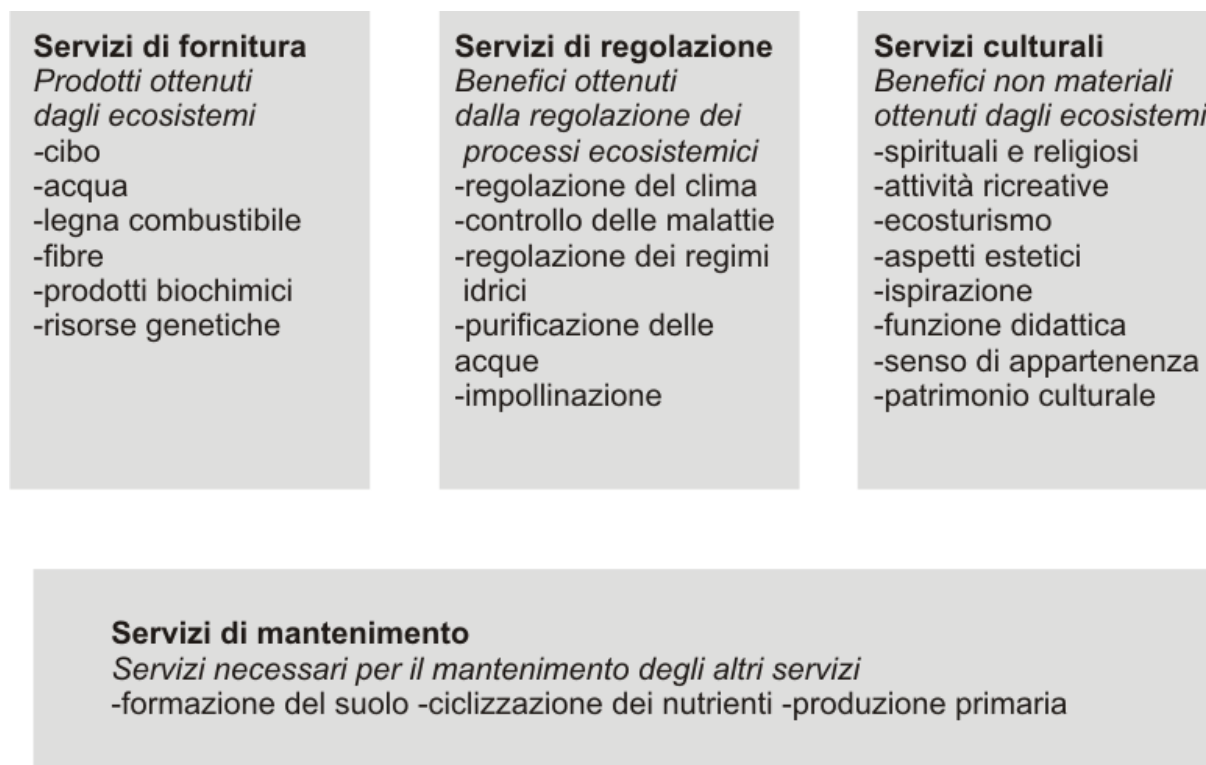 Servizi di fornitura
Prodotti ottenuti
dagli ecosistemi
-cibo
-acqua
-legna combustibile
-fibre
-prodotti biochimici
-risorse genetiche
Servizi di regolazione
Benefici ottenuti
dalla regolazione dei
processi ecosistemici
-regolazione del clima
-controllo delle malattie
-regolazione dei regimi
idrici
-purificazione delle
acque
-impollinazione
Servizi culturali
Benefici non materiali
ottenuti dagli ecosistemi
-spirituali e religiosi
-attività ricreative
-ecosturismo
-aspetti estetici
-ispirazione
-funzione didattica
-senso di appartenenza
-patrimonio culturale
Servizi di mantenimento
Servizi necessari per il mantenimento degli altri servizi
-formazione del suolo -ciclizzazione dei nutrienti -produzione primaria